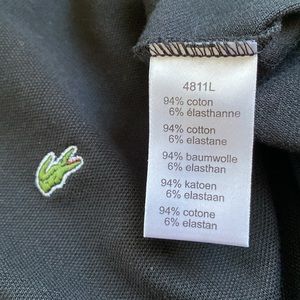 4811L
94% coton
6% élasthanne
94% cotton
6% elastane
94% baumwolle
6% elasthan
94% katoen
6% elastaan
94% cotone
6% elastan